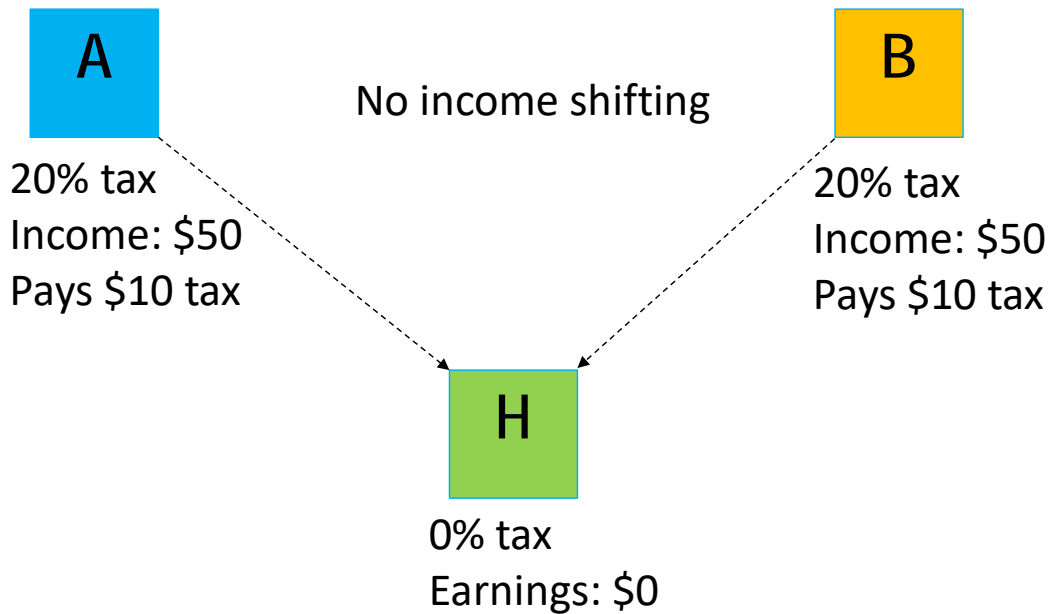 A
B
No income shifting
20% tax
Income: $50
Pays $10 tax
20% tax
Income: $50
Pays $10 tax
H
0% tax
Earnings: $0